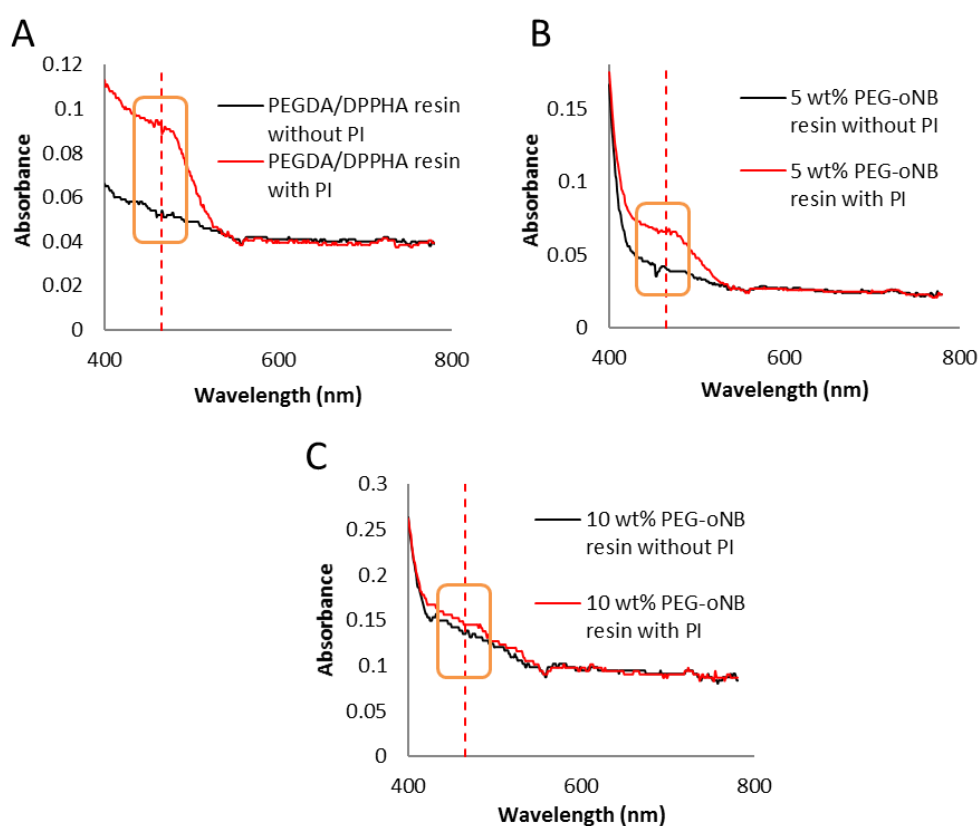 A
0.12
0.1
0.08
0.06
0.04
0.02
0
Absorbance
400
600
800
Wavelength (nm)
PEGDA/DPPHA resin
without PI
PEGDA/DPPHA resin
with PI
B
0.15
0.1
0.05
0
Absorbance
400
600
800
Wavelength (nm)
5 wt% PEG-oNB
resin without PI
5 wt% PEG-oNB
resin with PI
C
0.3
0.25
0.2
0.15
0.1
0.05
0
Absorbance
400
600
800
Wavelength (nm)
10 wt% PEG-oNB
resin without PI
10 wt% PEG-oNB
resin with PI